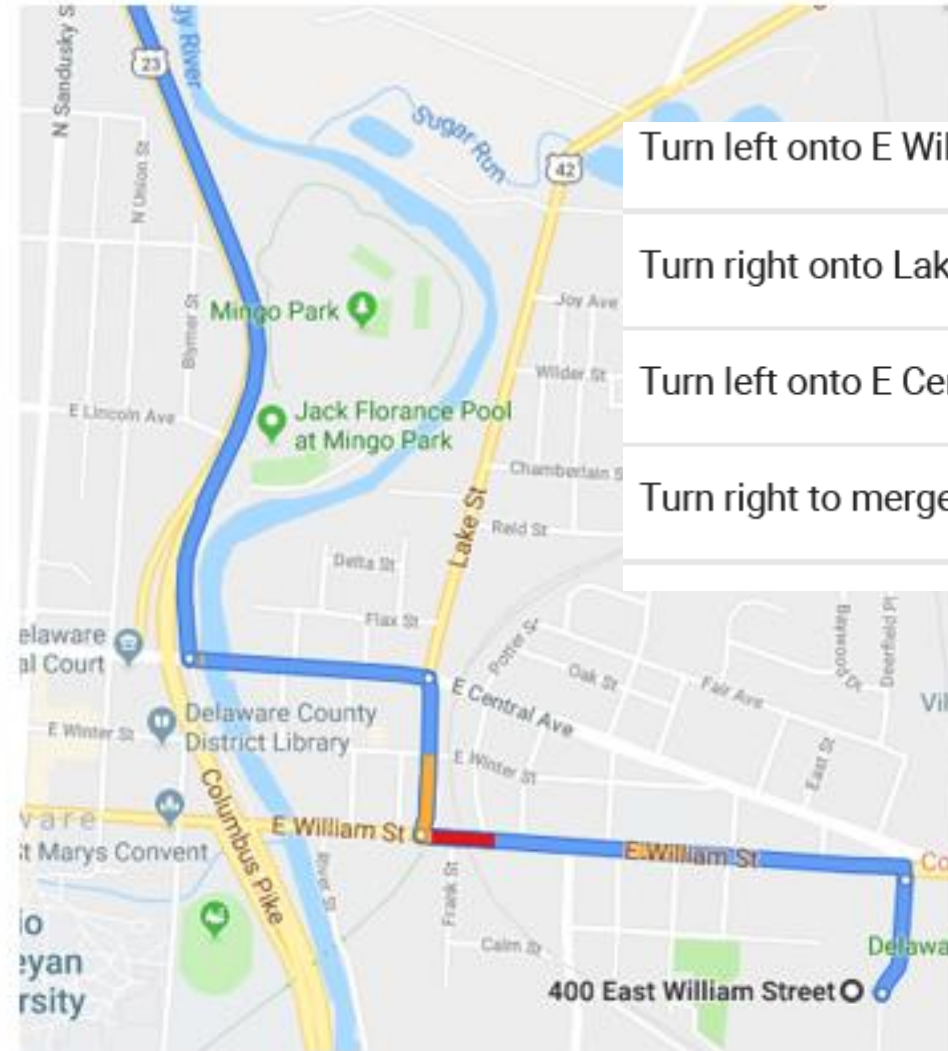 N Sandusky S
23
gy River
Sugar Run
42
N Union St
Turn left onto E Wil
Turn right onto Lak
Turn left onto E Cer
Turn right to merge
Mingo Park
Blymer St
Joy Ave
Wilder St
E Lincoln Ave
Jack Florance Pool
at Mingo Park
Chamberlain S
Lake St
Reid St
Delta St
Flax St
Potter St
Oak St
Fair Ave
Baywood Dr
Deerfield Pl
elaware
al Court
E Central Ave
Vil
E Winter St
Delaware County
District Library
E Winter St
East St
Columbus Pike
ware
E William St
t Marys Convent
E William St
Co
River St
Frank St
io
eyan
rsity
Calm St
Delawa
400 East William Street